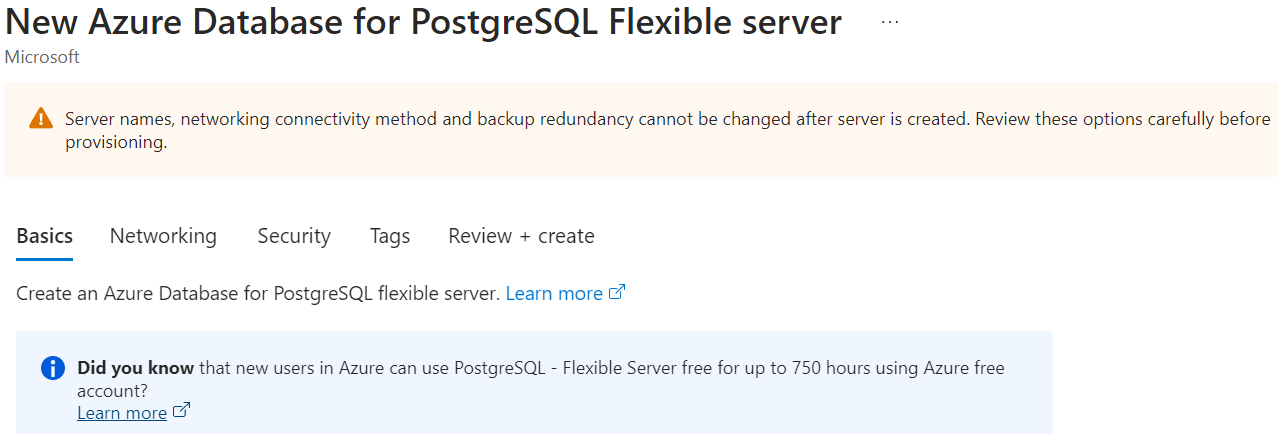 New Azure Database for PostgreSQL Flexible server ...
Microsoft
Server names, networking connectivity method and backup redundancy cannot be changed after server is created. Review these options carefully before
provisioning.
Basics Networking Security Tags Review + create
Create an Azure Database for PostgreSQL flexible server. Learn more
Did you know that new users in Azure can use PostgreSQL - Flexible Server free for up to 750 hours using Azure free
account?
Learn more